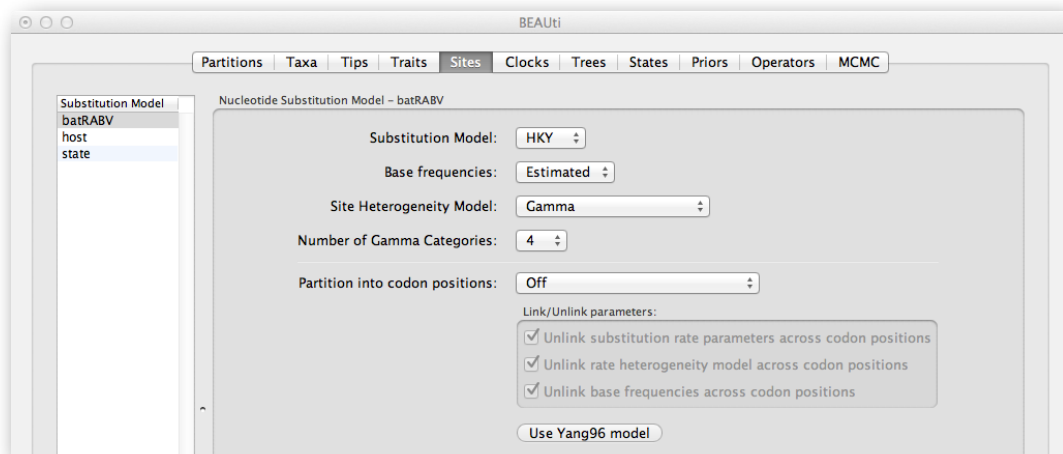 BEAUti
Partitions Taxa Tips Traits Sites Clocks Trees States Priors Operators MCMC
Substitution Model
batRABV
host
state
Nucleotide Substitution Model – batRABV
Substitution Model: HKY
Base frequencies: Estimated
Site Heterogeneity Model: Gamma
Number of Gamma Categories: 4
Partition into codon positions: Off
Link/Unlink parameters:
Unlink substitution rate parameters across codon positions
Unlink rate heterogeneity model across codon positions
Unlink base frequencies across codon positions
Use Yang96 model